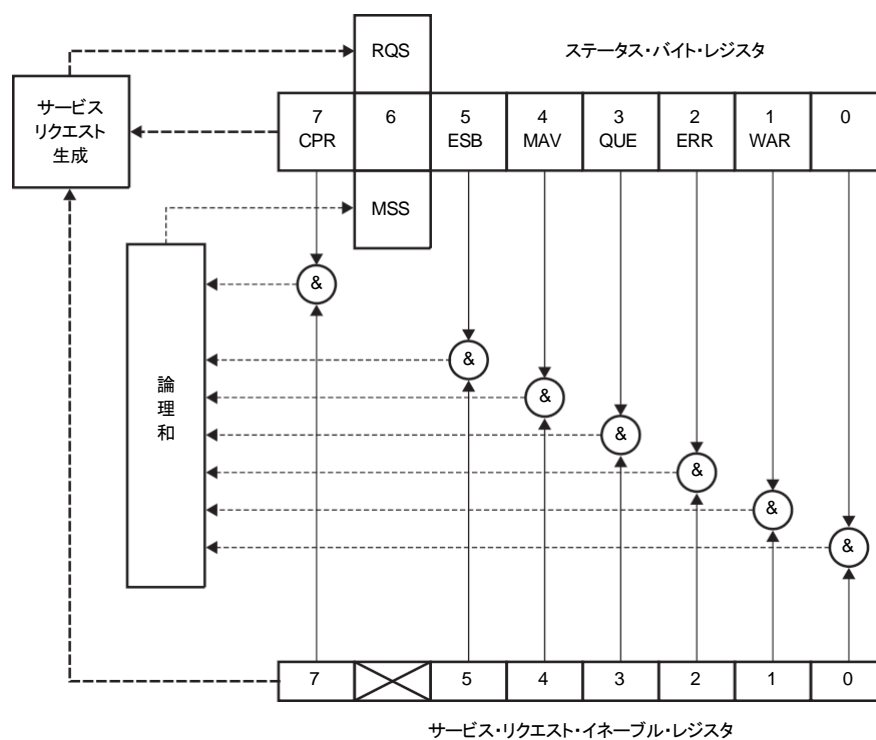 RQS
ステータス・バイト・レジスタ
サービス
リクエスト
生成
7 6 5 4 3 2 1 0
CPR ESB MAV QUE ERR WAR
MSS
&
&
&
&
&
&
&
論
理
和
7 5 4 3 2 1 0
サービス・リクエスト・イネーブル・レジスタ